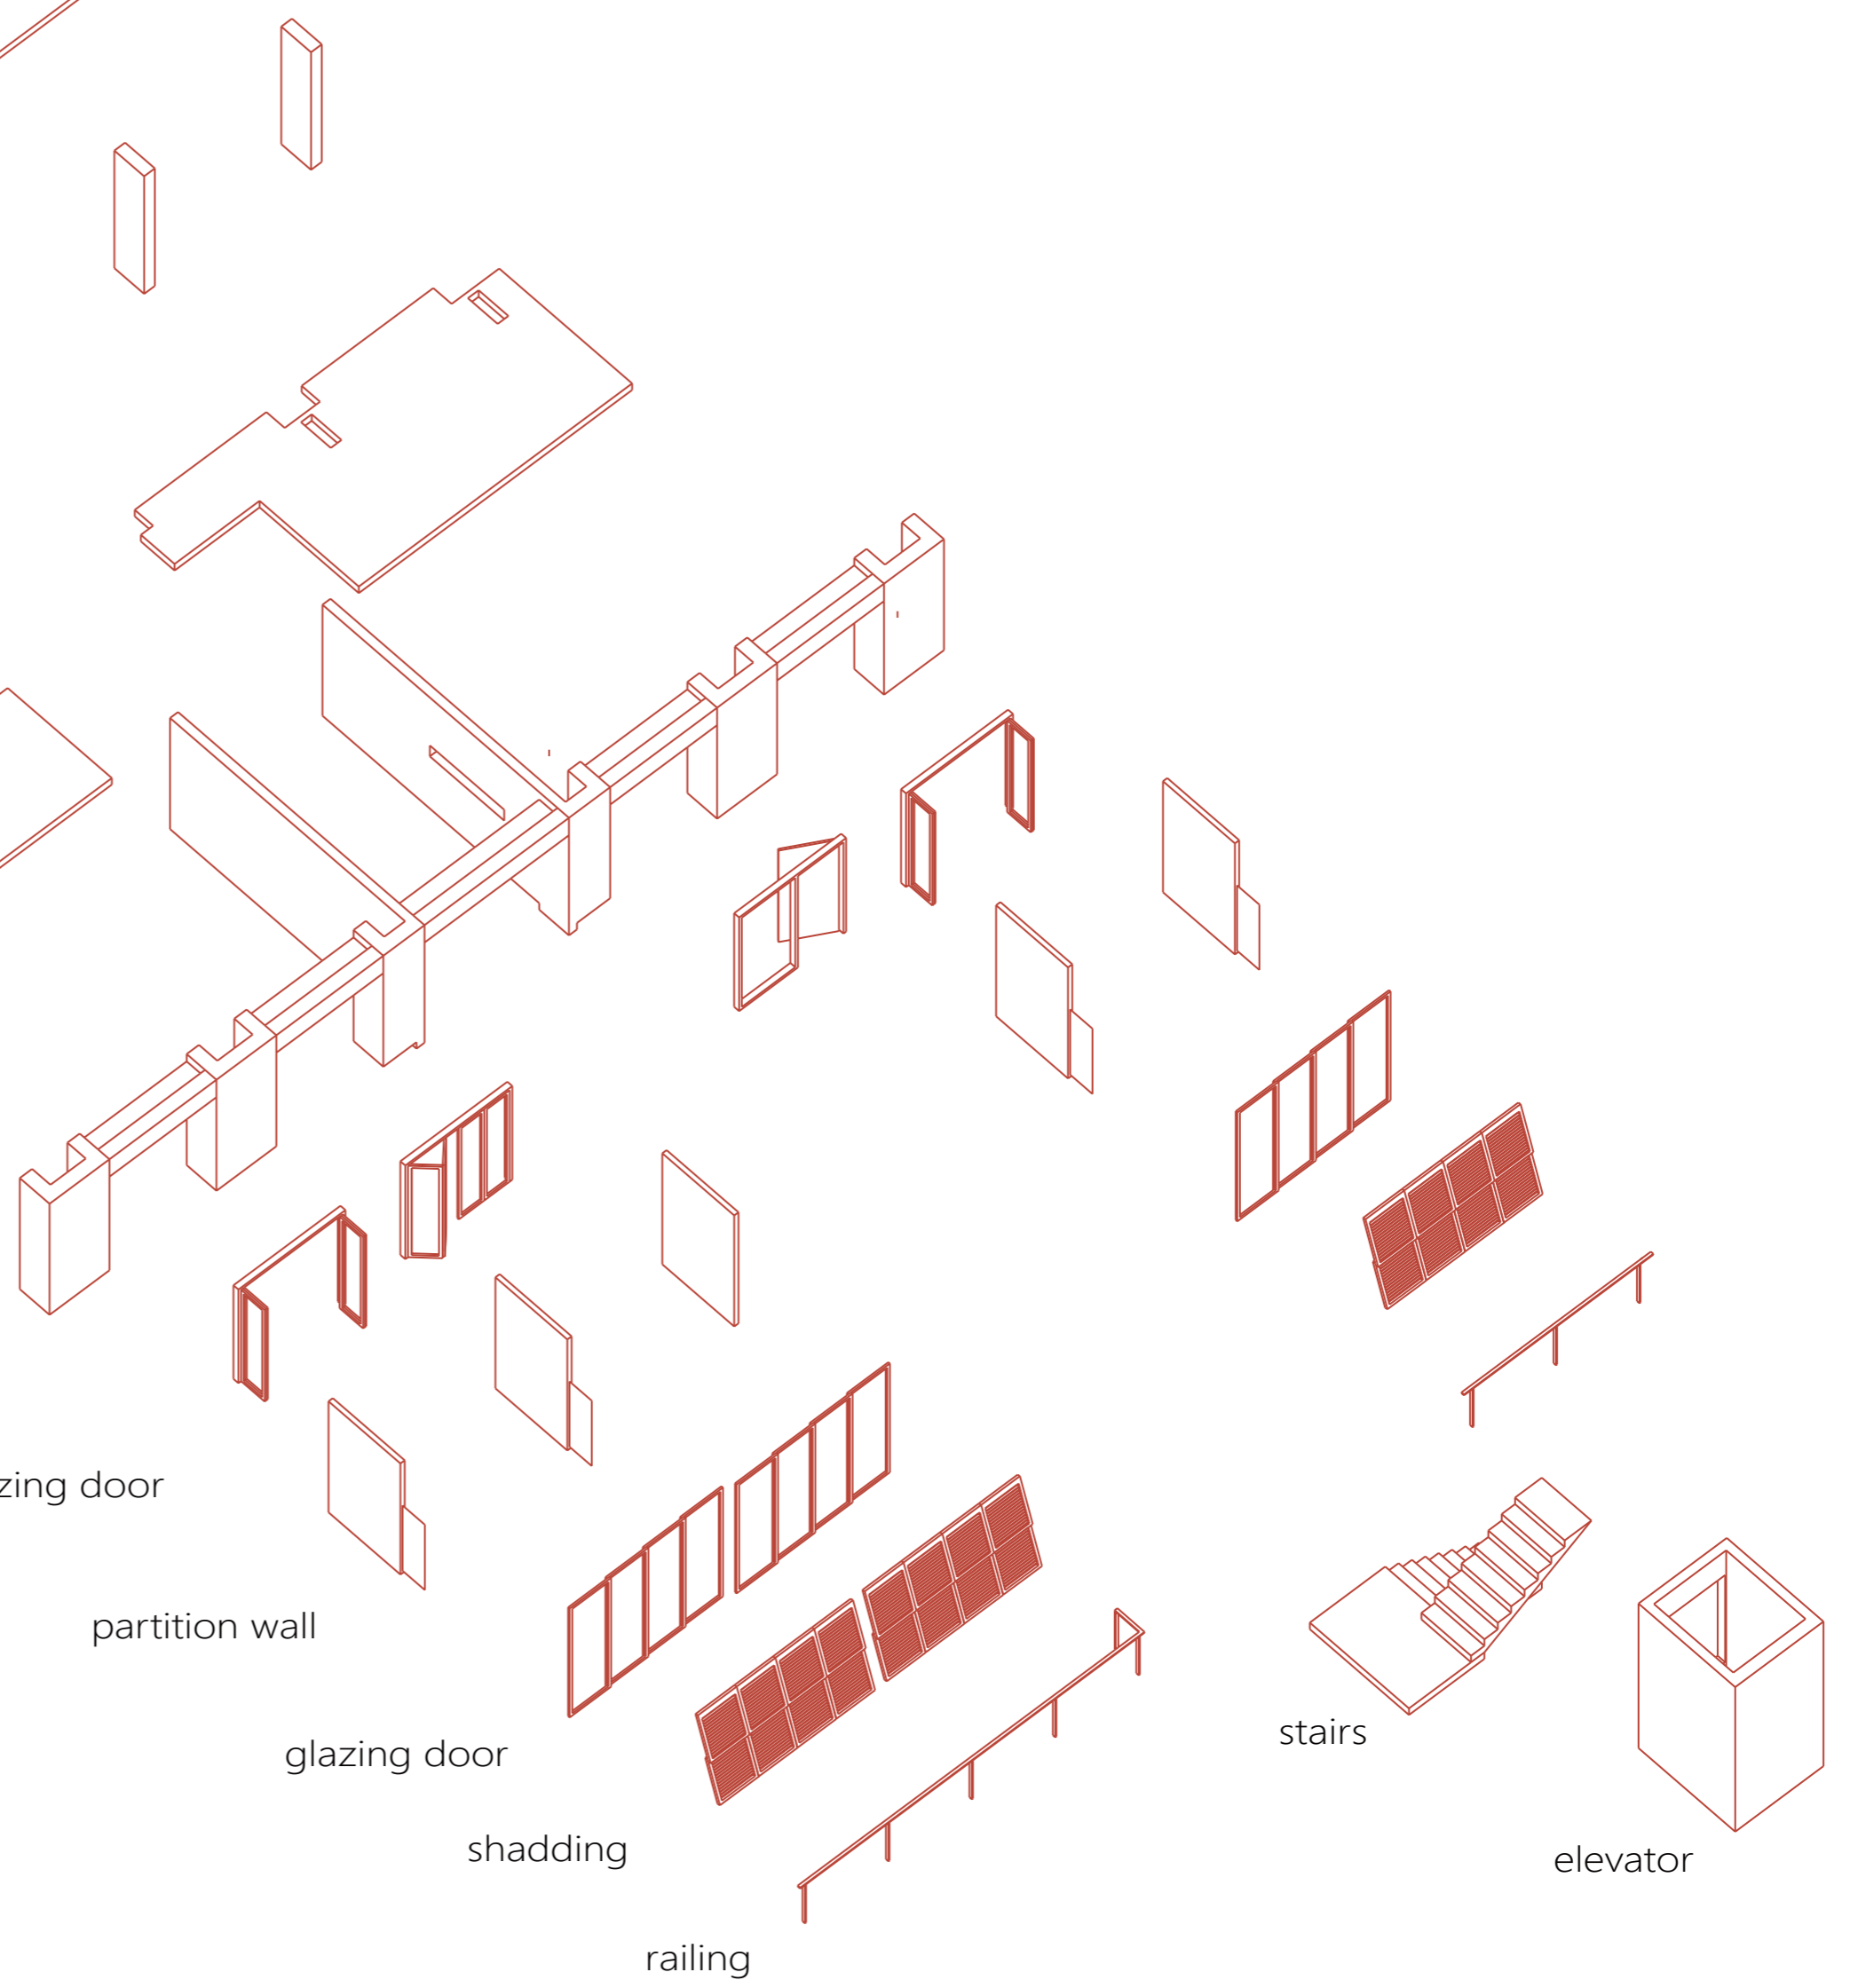 zing door
partition wall
glazing door
shadding
railing
stairs
elevator